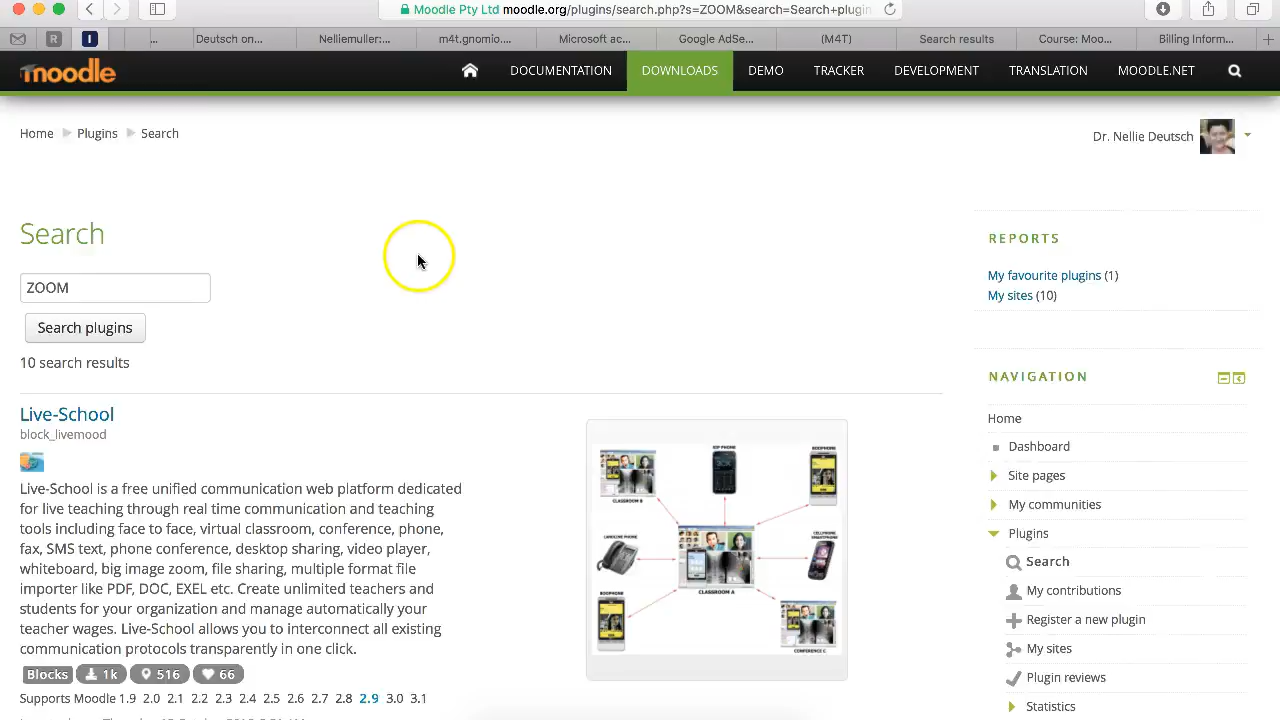 Moodle Pty Ltd moodle.org/plugins/search.php?s=ZOOM&search=Search+plugin
R I ... Deutsch on... Nelliemuller:... m4t.gnomio.... Microsoft ac... Google AdSe... (M4T) Search results Course: Moo... Billing Inform...
moodle DOCUMENTATION DOWNLOADS DEMO TRACKER DEVELOPMENT TRANSLATION MOODLE.NET
Home Plugins Search
Dr. Nellie Deutsch
Search
ZOOM
Search plugins
10 search results
Live-School
block_livemood
Live-School is a free unified communication web platform dedicated
for live teaching through real time communication and teaching
tools including face to face, virtual classroom, conference, phone,
fax, SMS text, phone conference, desktop sharing, video player,
whiteboard, big image zoom, file sharing, multiple format file
importer like PDF, DOC, EXEL etc. Create unlimited teachers and
students for your organization and manage automatically your
teacher wages. Live-School allows you to interconnect all existing
communication protocols transparently in one click.
Blocks 1k 516 66
Supports Moodle 1.9 2.0 2.1 2.2 2.3 2.4 2.5 2.6 2.7 2.8 2.9 3.0 3.1
CLASSROOM B
LANDLINE PHONE
CLASSROOM A
CONFERENCE C
REPORTS
My favourite plugins (1)
My sites (10)
NAVIGATION
Home
Dashboard
Site pages
My communities
Plugins
Search
My contributions
Register a new plugin
My sites
Plugin reviews
Statistics